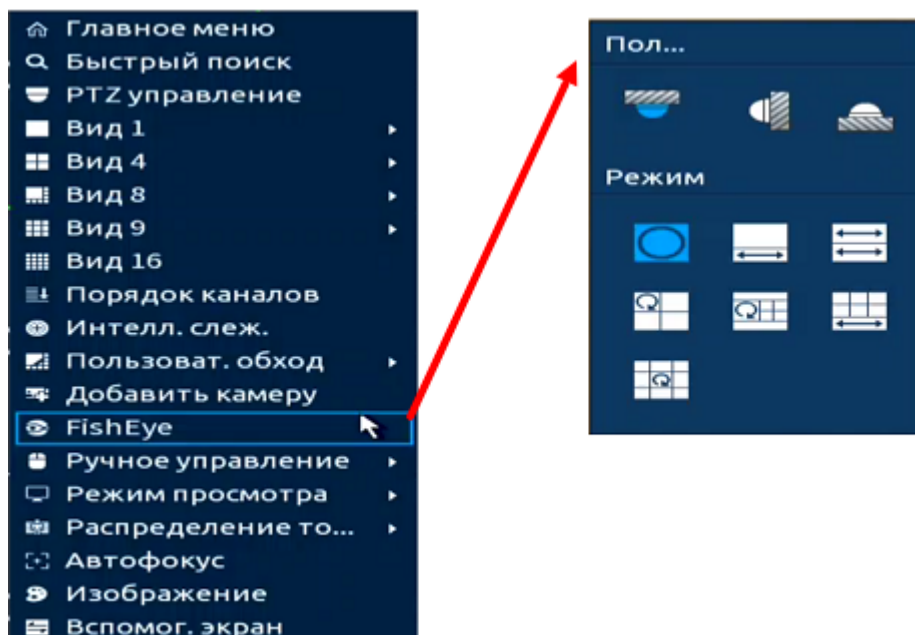 Главное меню
Быстрый поиск
PTZ управление
Вид 1
Вид 4
Вид 8
Вид 9
Вид 16
Порядок каналов
Интелл. слеж.
Пользоват. обход
Добавить камеру
FishEye
Ручное управление
Режим просмотра
Распределение то...
Автофокус
Изображение
Вспомог. экран
Пол...
Режим